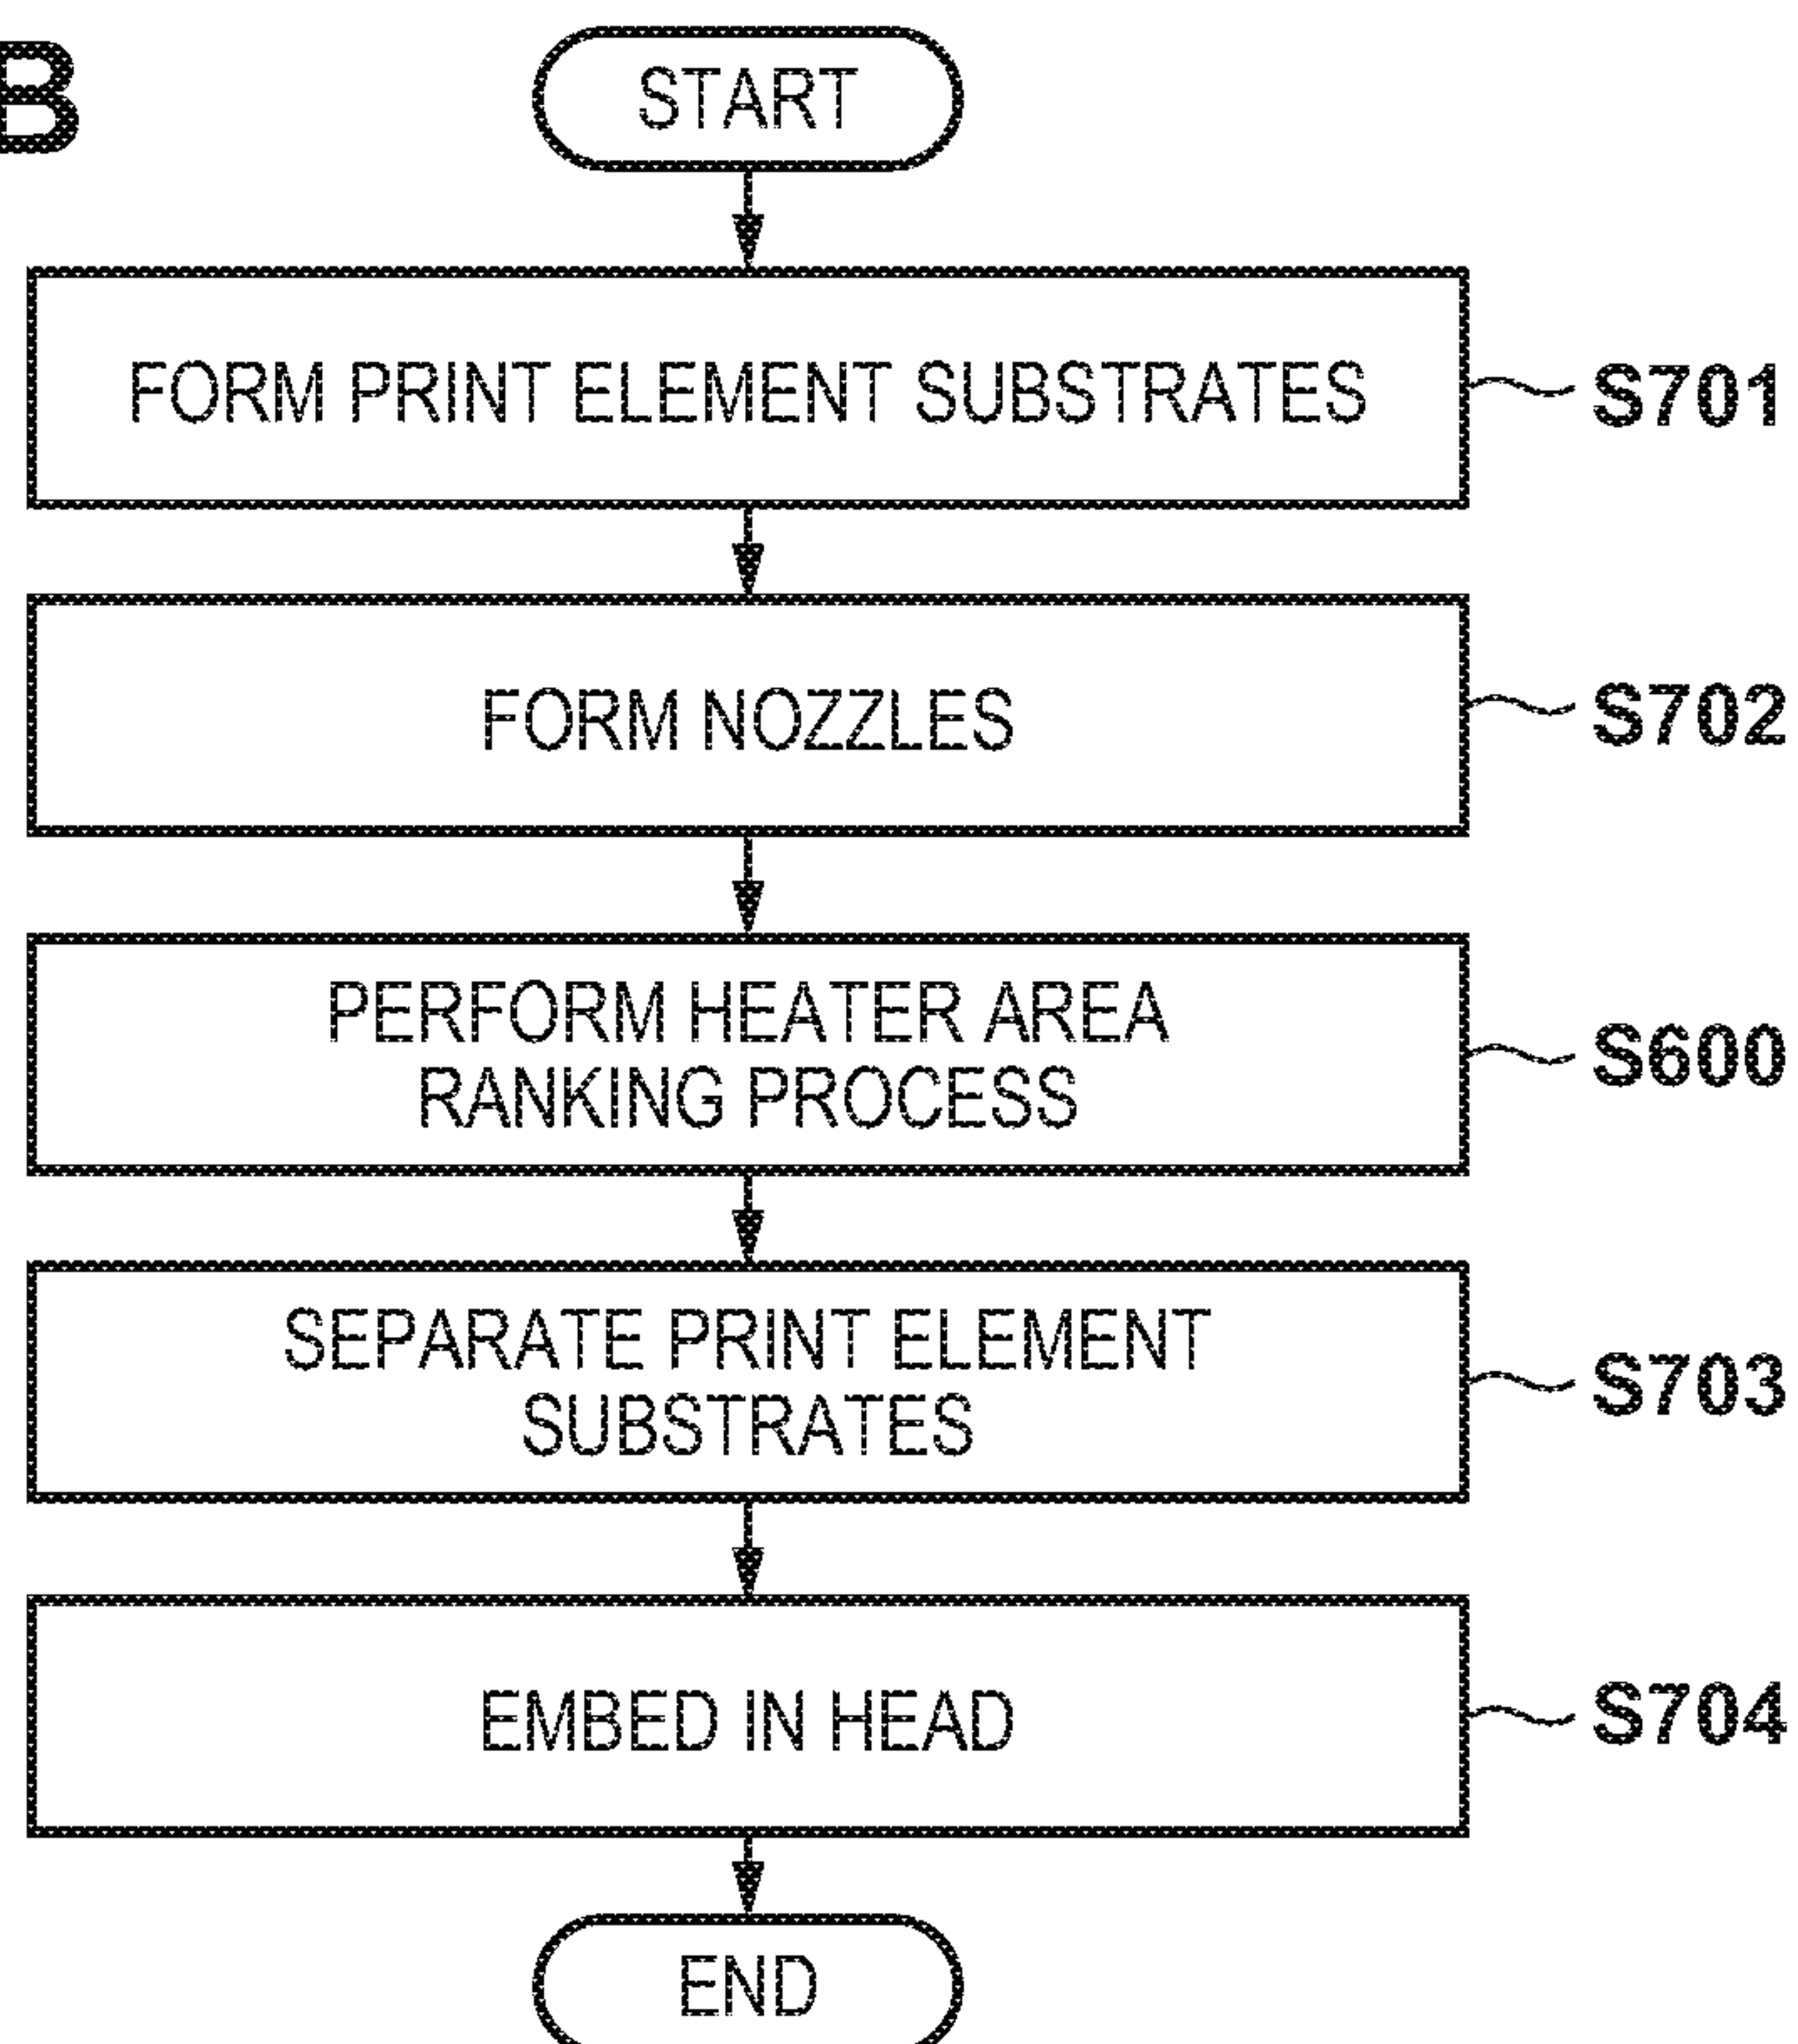 B
START
FORM PRINT ELEMENT SUBSTRATES
S701
FORM NOZZLES
S702
PERFORM HEATER AREA
RANKING PROCESS
S600
SEPARATE PRINT ELEMENT
SUBSTRATES
S703
EMBED IN HEAD
S704
END